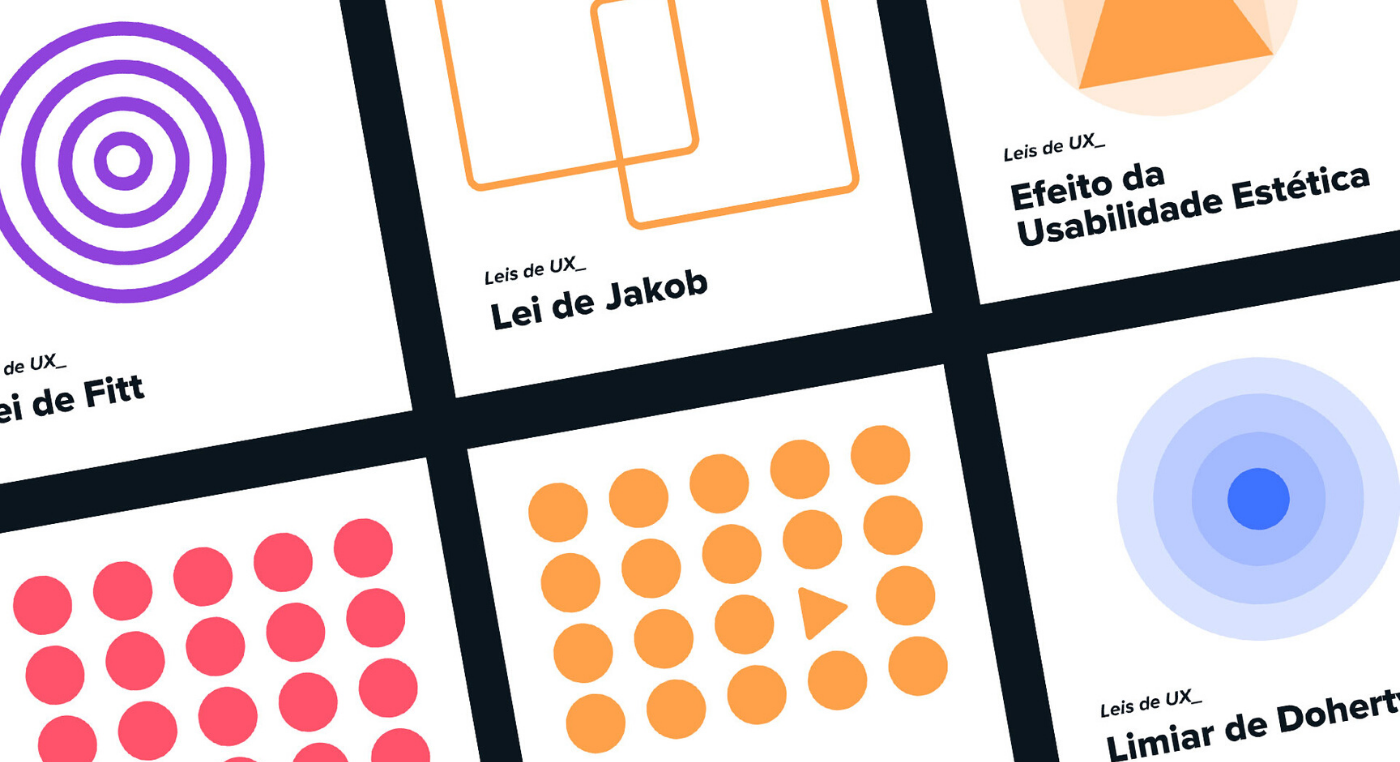 de UX_
ei de Fitt
Leis de UX_
Lei de Jakob
Leis de UX_
Efeito da
Usabilidade Estética
Leis de UX_
Limiar de Doherty